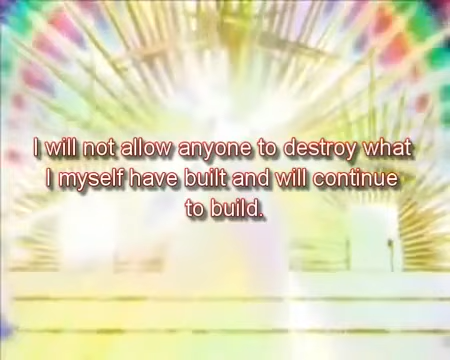 I will not allow anyone to destroy what
I myself have built and will continue
to build.